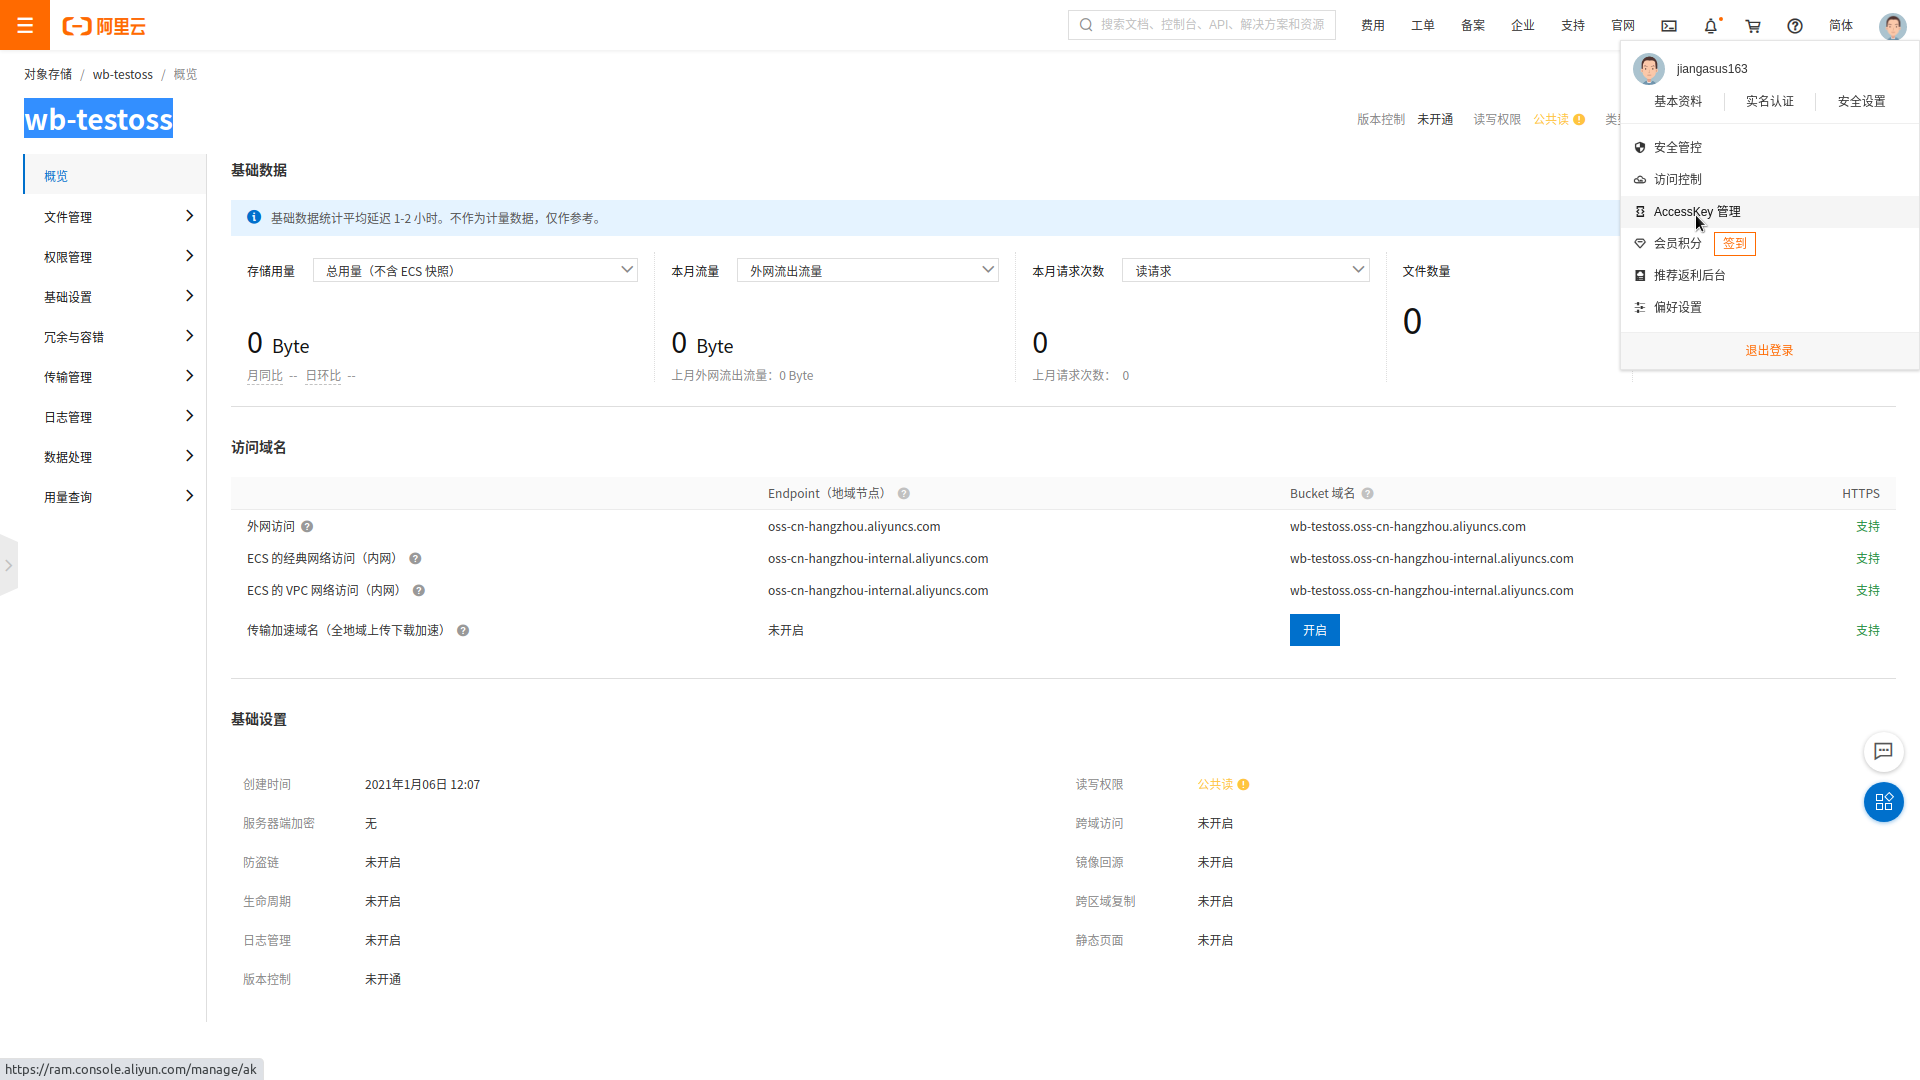 阿里云
搜索文档、控制台、API、解决方案和资源
费用 工单 备案 企业 支持 官网 简体
对象存储 / wb-testoss / 概览
jiangasus163
基本资料 实名认证 安全设置
wb-testoss
版本控制 未开通 读写权限 公共读
安全管控
访问控制
AccessKey 管理
会员积分 签到
推荐返利后台
偏好设置
退出登录
概览
文件管理
权限管理
基础设置
冗余与容错
传输管理
日志管理
数据处理
用量查询
基础数据
基础数据统计平均延迟 1-2 小时。不作为计量数据，仅作参考。
存储用量 总用量（不含 ECS 快照） 本月流量 外网流出流量 本月请求次数 读请求 文件数量
0 Byte 0 Byte 0 0
月同比 -- 日环比 -- 上月外网流出流量：0 Byte 上月请求次数： 0
访问域名
Endpoint（地域节点） Bucket 域名 HTTPS
外网访问 oss-cn-hangzhou.aliyuncs.com wb-testoss.oss-cn-hangzhou.aliyuncs.com 支持
ECS 的经典网络访问（内网） oss-cn-hangzhou-internal.aliyuncs.com wb-testoss.oss-cn-hangzhou-internal.aliyuncs.com 支持
ECS 的 VPC 网络访问（内网） oss-cn-hangzhou-internal.aliyuncs.com wb-testoss.oss-cn-hangzhou-internal.aliyuncs.com 支持
传输加速域名（全地域上传下载加速） 未开启 开启 支持
基础设置
创建时间 2021年1月06日 12:07 读写权限 公共读
服务器端加密 无 跨域访问 未开启
防盗链 未开启 镜像回源 未开启
生命周期 未开启 跨区域复制 未开启
日志管理 未开启 静态页面 未开启
版本控制 未开通
https://ram.console.aliyun.com/manage/ak